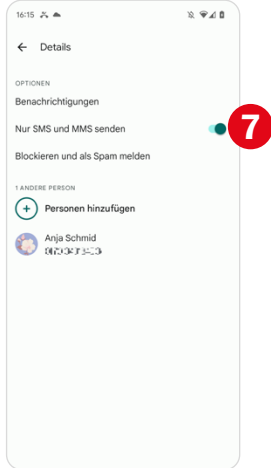 16:15
Details
OPTIONEN
Benachrichtigungen
Nur SMS und MMS senden
7
Blockieren und als Spam melden
1 ANDERE PERSON
Personen hinzufügen
Anja Schmid